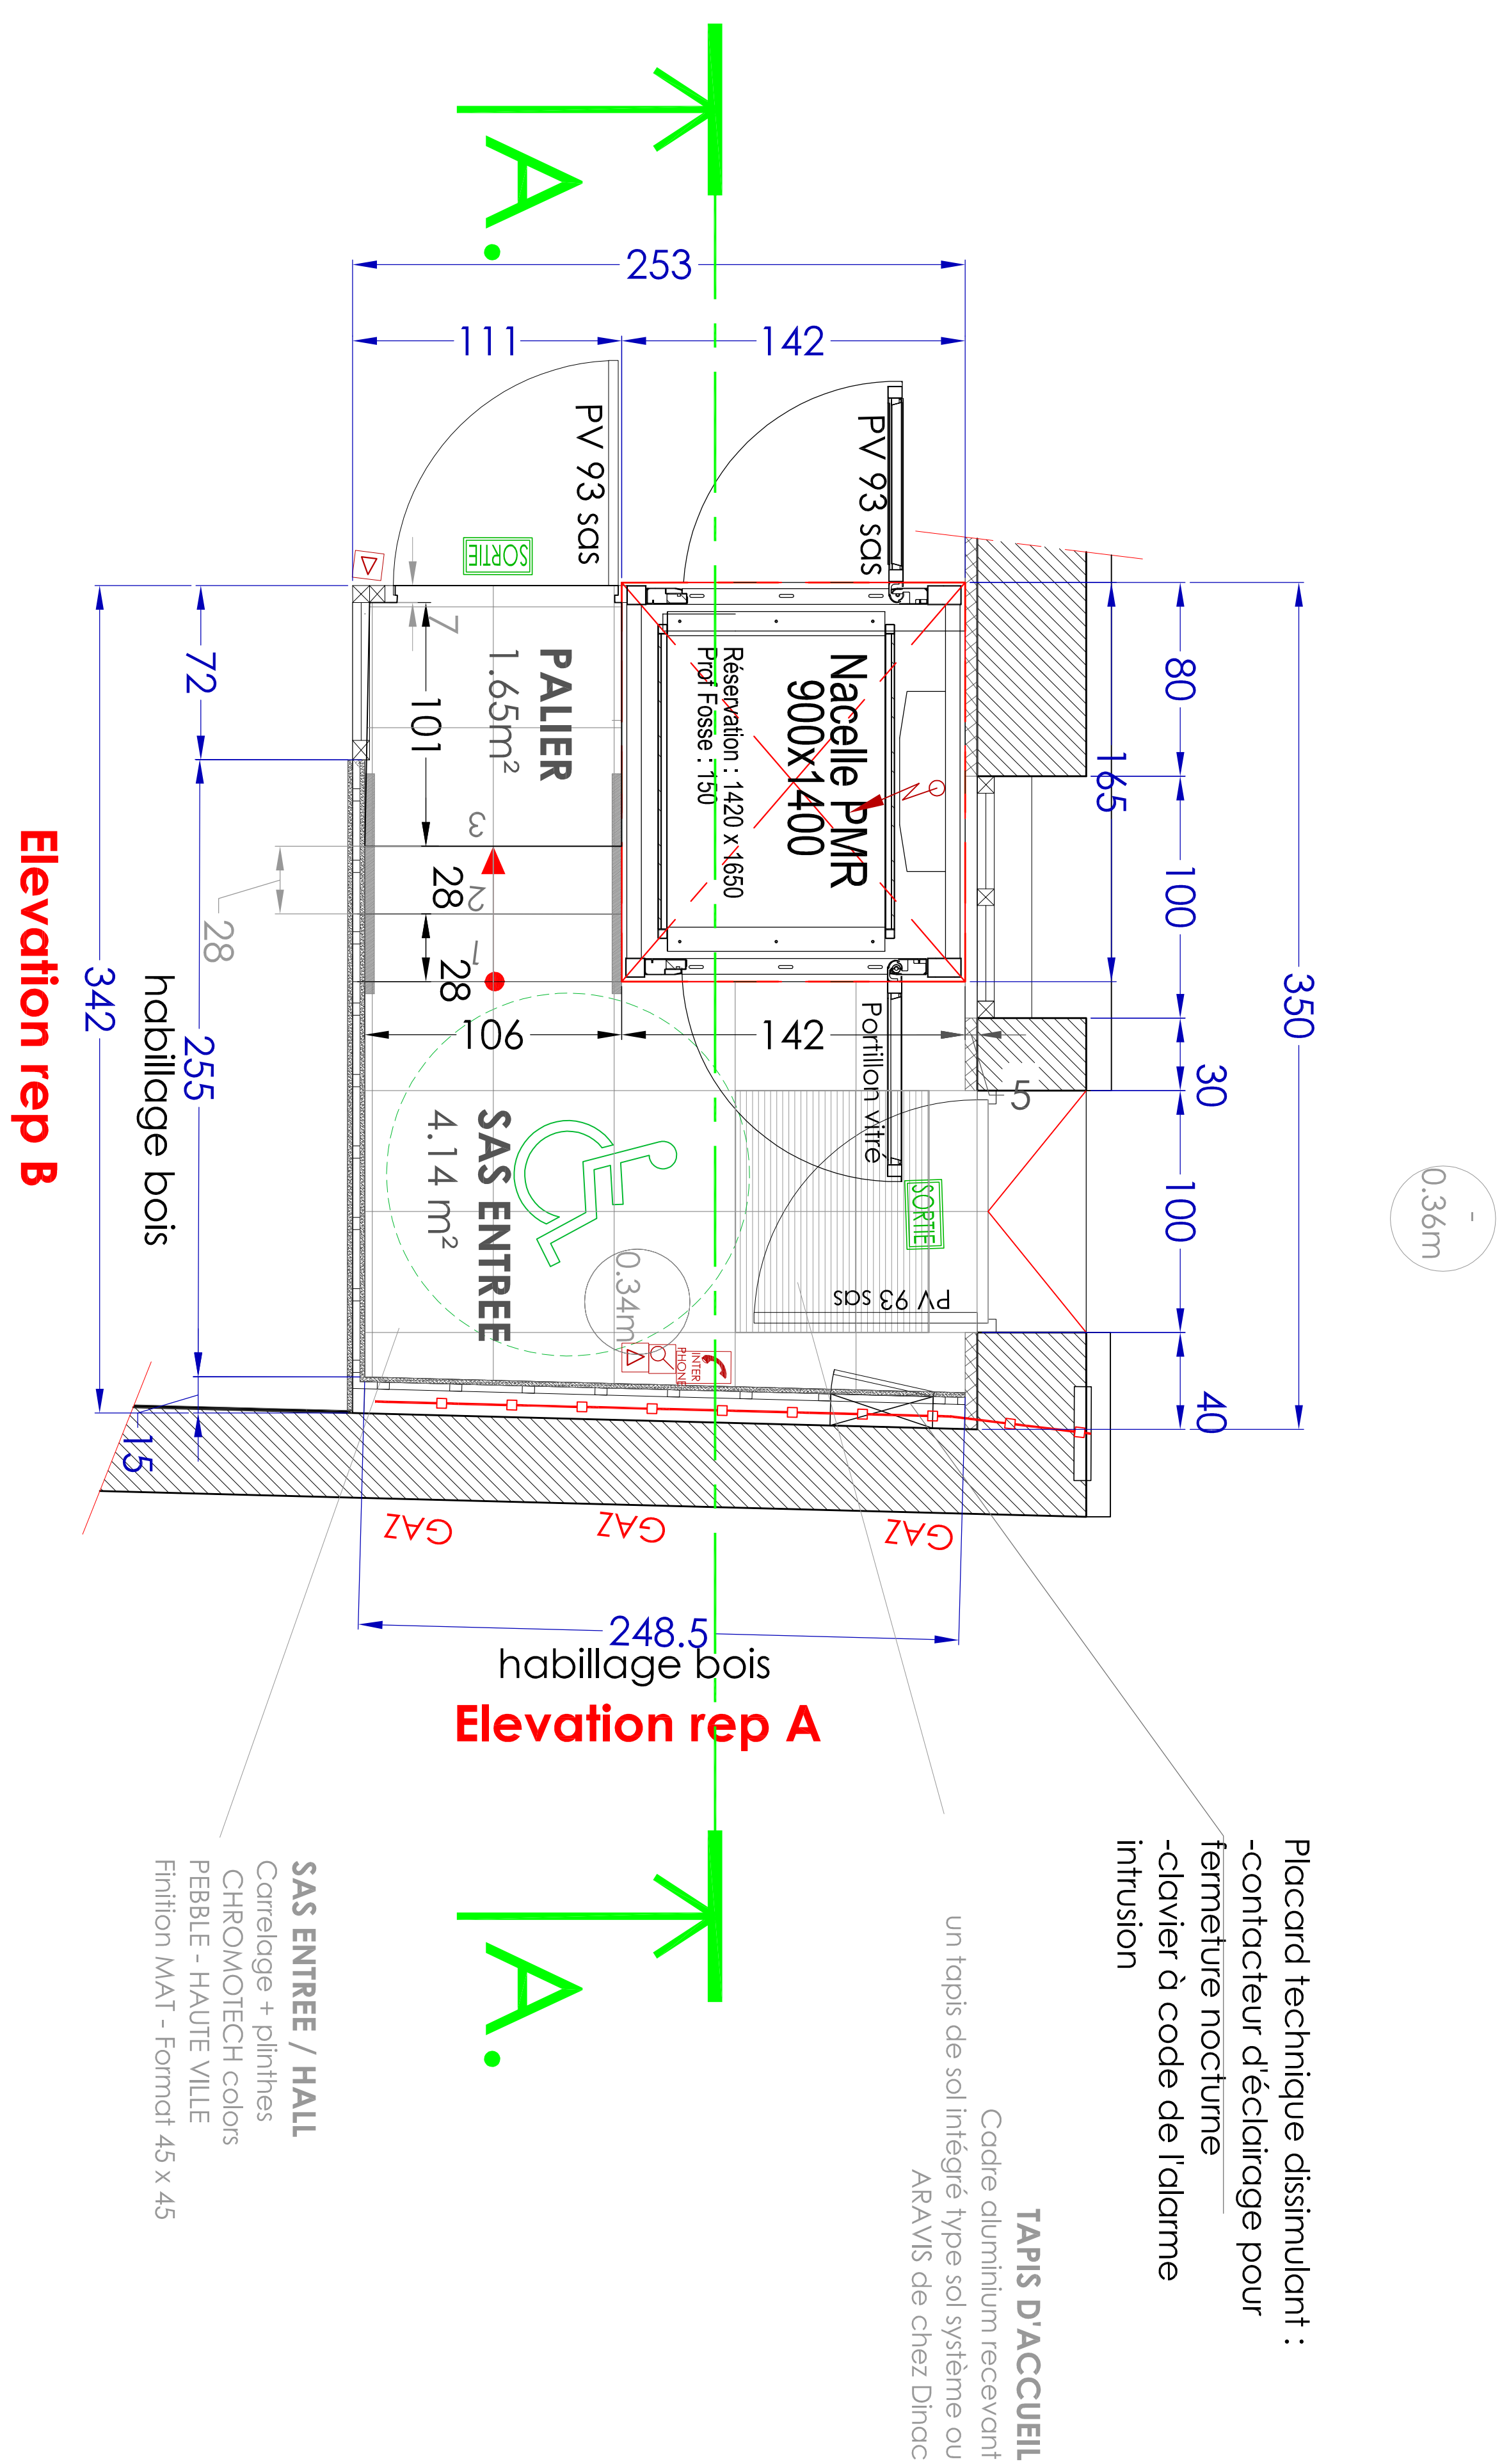 .A
.A
253
111
142
PV 93 sas
PV 93 sas
SORTIE
7
PALIER
1.65m²
101
3
2
1
28
28
28
Nacelle PMR
900x1400
Réservation : 1420 x 1650
Prof Fosse : 150
N
72
255
342
15
80
100
30
100
40
165
350
106
142
5
Portillon vitré
SAS ENTREE
4.14 m²
0.34m
SORTIE
PV 93 sas
INTER
PHONE
-
0.36m
GAZ
GAZ
GAZ
248.5
habillage bois
Elevation rep A
habillage bois
Elevation rep B
Placard technique dissimulant :
-contacteur d'éclairage pour
fermeture nocturne
-clavier à code de l'alarme
intrusion
TAPIS D'ACCUEIL
Cadre aluminium recevant
un tapis de sol intégré type sol système ou
ARAVIS de chez Dinac
SAS ENTREE / HALL
Carrelage + plinthes
CHROMOTECH colors
PEBBLE - HAUTE VILLE
Finition MAT - Format 45 x 45